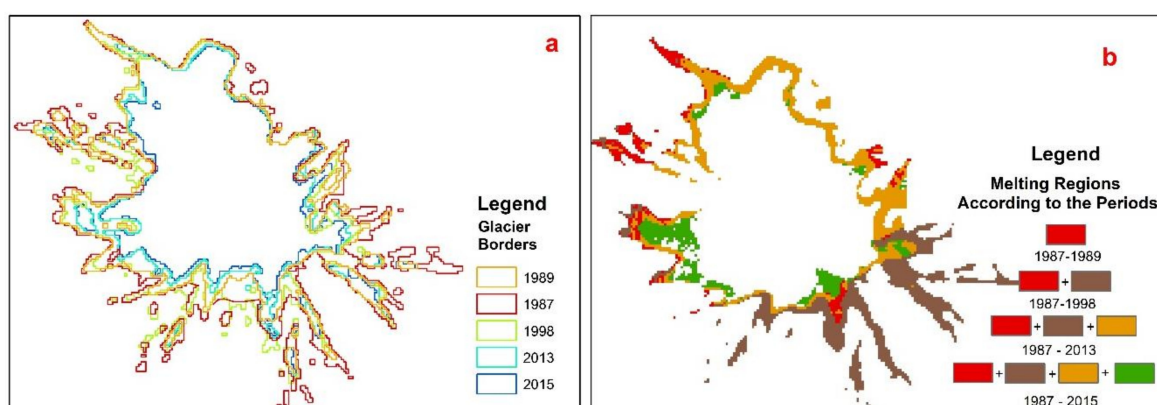 a
Legend
Glacier
Borders
1989
1987
1998
2013
2015
b
Legend
Melting Regions
According to the Periods
1987-1989
+
1987-1998
+ +
1987 - 2013
+ + +
1987 - 2015